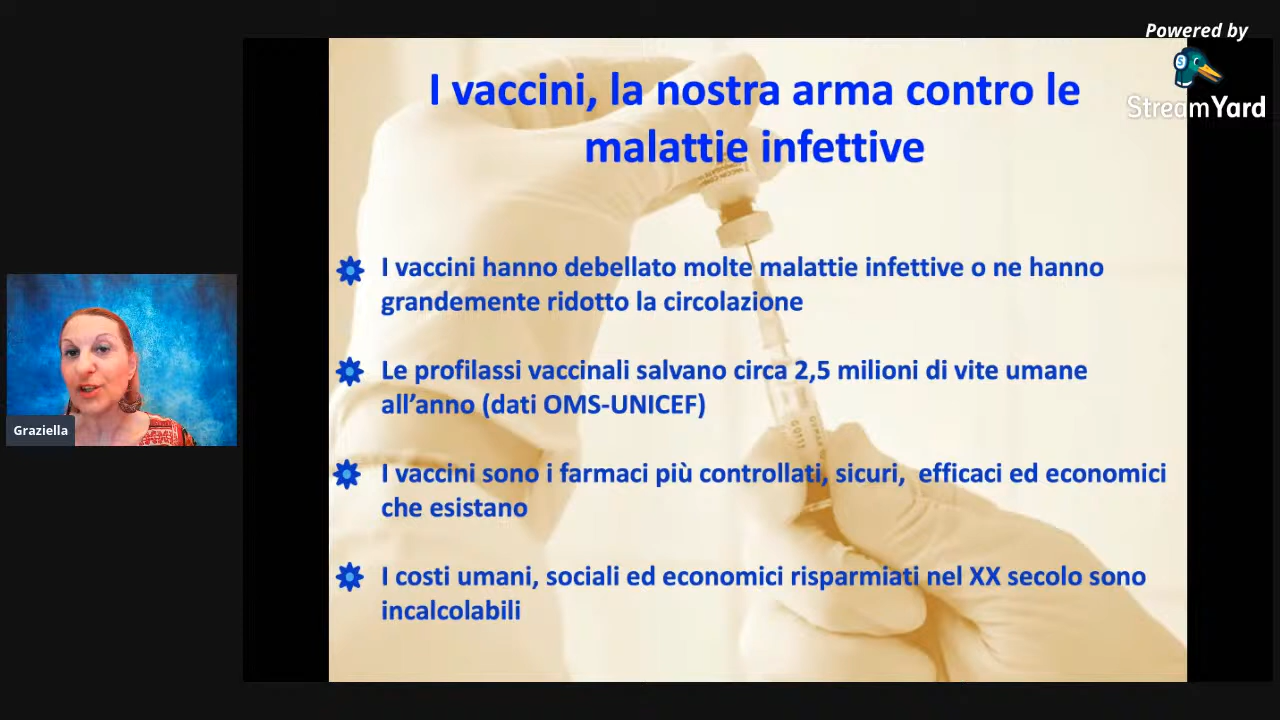 Powered by
StreamYard
I vaccini, la nostra arma contro le
malattie infettive
I vaccini hanno debellato molte malattie infettive o ne hanno
grandemente ridotto la circolazione
Le profilassi vaccinali salvano circa 2,5 milioni di vite umane
all’anno (dati OMS-UNICEF)
I vaccini sono i farmaci più controllati, sicuri,  efficaci ed economici
che esistano
I costi umani, sociali ed economici risparmiati nel XX secolo sono
incalcolabili
Graziella